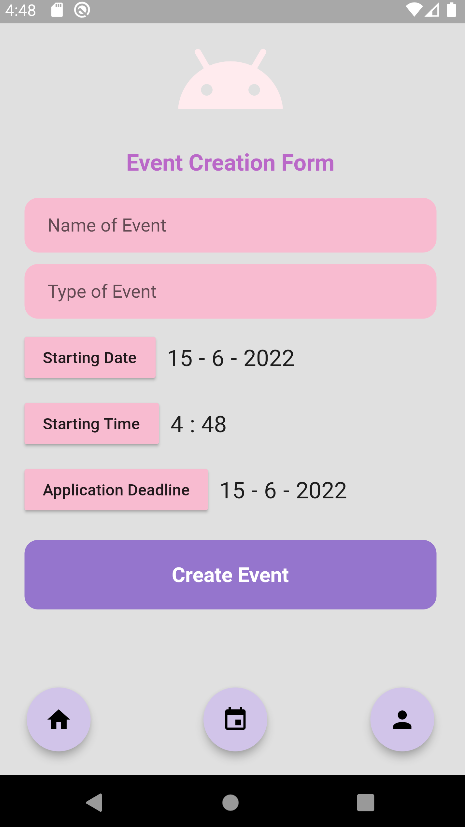 4:48
Event Creation Form
Name of Event
Type of Event
Starting Date 15 - 6 - 2022
Starting Time 4 : 48
Application Deadline 15 - 6 - 2022
Create Event